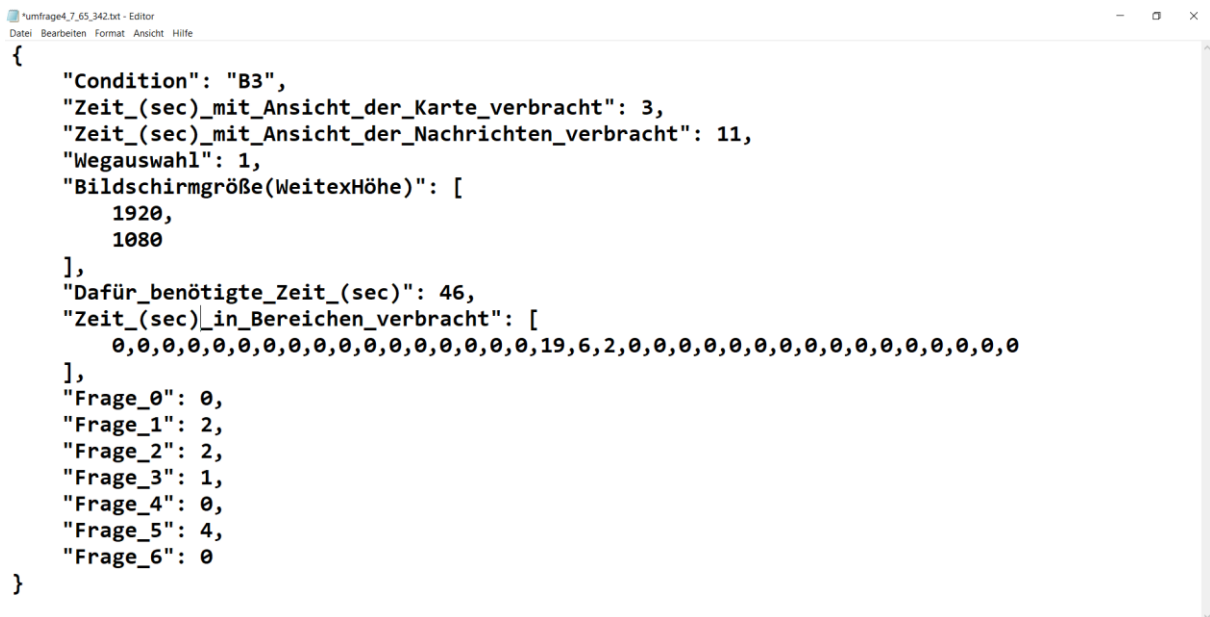 *umfrage4_7_65_342.txt - Editor
Datei Bearbeiten Format Ansicht Hilfe
{
"Condition": "B3",
"Zeit_(sec)_mit_Ansicht_der_Karte_verbracht": 3,
"Zeit_(sec)_mit_Ansicht_der_Nachrichten_verbracht": 11,
"Wegauswahl": 1,
"Bildschirmgröße(WeitexHöhe)": [
1920,
1080
],
"Dafür_benötigte_Zeit_(sec)": 46,
"Zeit_(sec)_in_Bereichen_verbracht": [
0,0,0,0,0,0,0,0,0,0,0,0,0,0,0,0,0,19,6,2,0,0,0,0,0,0,0,0,0,0,0,0,0,0,0,0
],
"Frage_0": 0,
"Frage_1": 2,
"Frage_2": 2,
"Frage_3": 1,
"Frage_4": 0,
"Frage_5": 4,
"Frage_6": 0
}